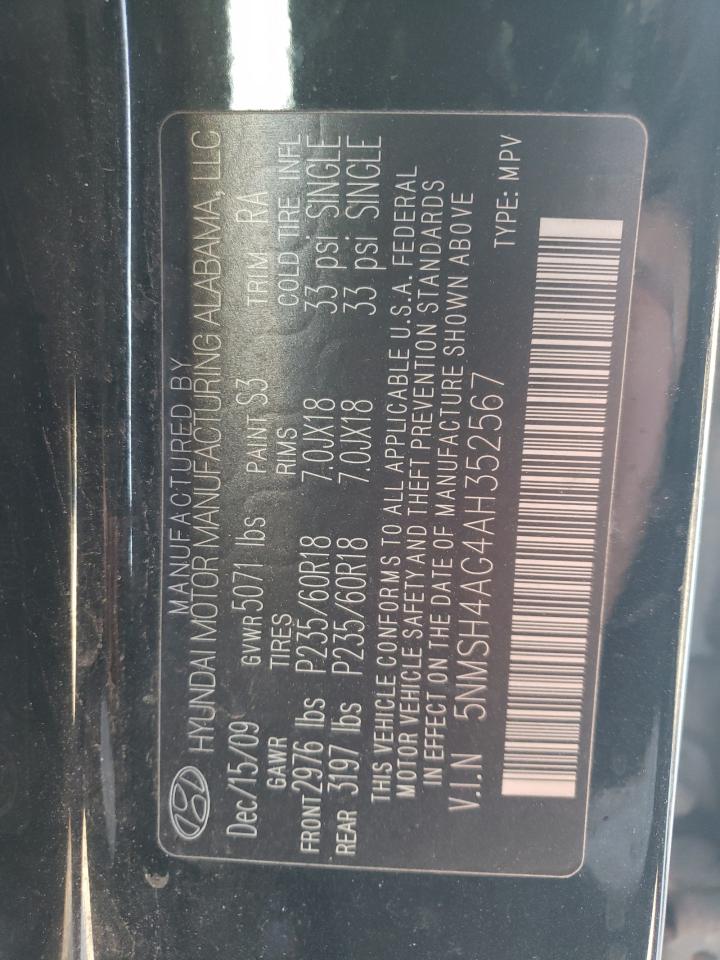 MANUFACTURED BY
HYUNDAI MOTOR MANUFACTURING ALABAMA, LLC
Dec/15/09 GVWR 5071 lbs PAINT S3 TRIM RA
GAWR TIRES RIMS COLD TIRE INFL
FRONT 2976 lbs P235/60R18 7.0JX18 33 psi SINGLE
REAR 3197 lbs P235/60R18 7.0JX18 33 psi SINGLE
THIS VEHICLE CONFORMS TO ALL APPLICABLE U.S.A. FEDERAL
MOTOR VEHICLE SAFETY AND THEFT PREVENTION STANDARDS
IN EFFECT ON THE DATE OF MANUFACTURE SHOWN ABOVE
V.I.N 5NMSH4AG4AH352567
TYPE: MPV